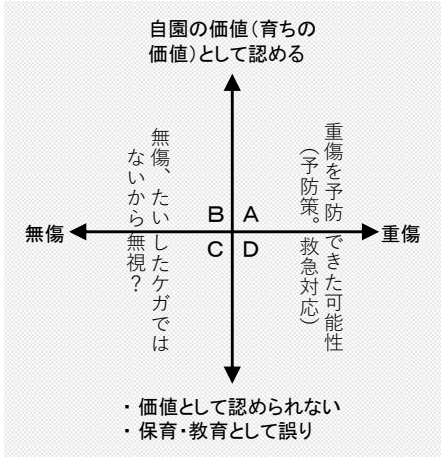 自園の価値(育ちの
価値)として認める
無傷、たいしたケガでは
ないから無視?
重傷を予防できた可能性
(予防策。救急対応)
B A
無傷
重傷
C D
・価値として認められない
・保育・教育として誤り